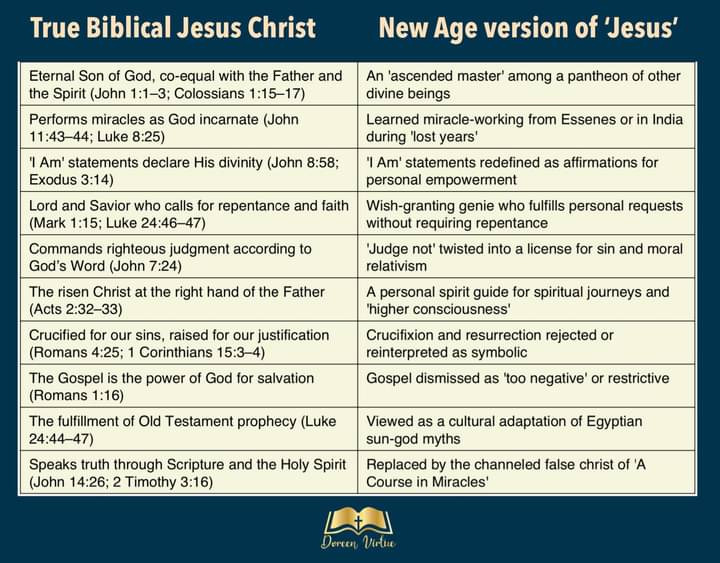 True Biblical Jesus Christ
New Age version of ‘Jesus’
Eternal Son of God, co-equal with the Father and
the Spirit (John 1:1–3; Colossians 1:15–17)
An 'ascended master' among a pantheon of other
divine beings
Performs miracles as God incarnate (John
11:43–44; Luke 8:25)
Learned miracle-working from Essenes or in India
during 'lost years'
'I Am' statements declare His divinity (John 8:58;
Exodus 3:14)
'I Am' statements redefined as affirmations for
personal empowerment
Lord and Savior who calls for repentance and faith
(Mark 1:15; Luke 24:46–47)
Wish-granting genie who fulfills personal requests
without requiring repentance
Commands righteous judgment according to
God’s Word (John 7:24)
'Judge not' twisted into a license for sin and moral
relativism
The risen Christ at the right hand of the Father
(Acts 2:32–33)
A personal spirit guide for spiritual journeys and
'higher consciousness'
Crucified for our sins, raised for our justification
(Romans 4:25; 1 Corinthians 15:3–4)
Crucifixion and resurrection rejected or
reinterpreted as symbolic
The Gospel is the power of God for salvation
(Romans 1:16)
Gospel dismissed as 'too negative' or restrictive
The fulfillment of Old Testament prophecy (Luke
24:44–47)
Viewed as a cultural adaptation of Egyptian
sun-god myths
Speaks truth through Scripture and the Holy Spirit
(John 14:26; 2 Timothy 3:16)
Replaced by the channeled false christ of 'A
Course in Miracles'
Doreen Virtue